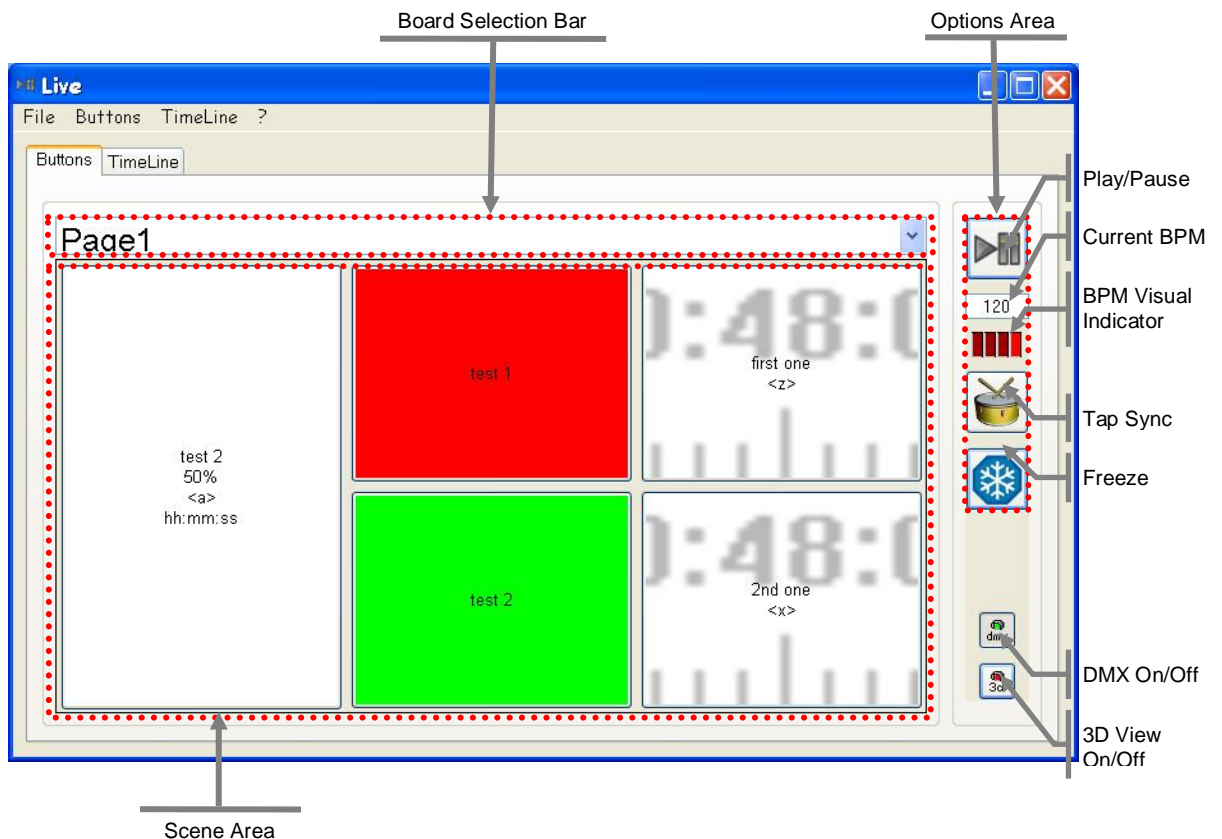 Board Selection Bar
Options Area
Live
File Buttons TimeLine ?
Buttons TimeLine
Play/Pause
Page1
Current BPM
120
BPM Visual
Indicator
:48:
first one
<z>
test 1
Tap Sync
test 2
50%
<a>
hh:mm:ss
Freeze
:48:
2nd one
<x>
test 2
DMX On/Off
3D View
On/Off
Scene Area